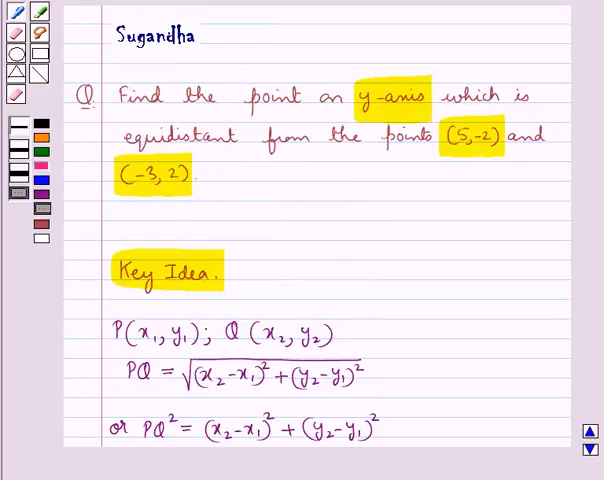 Sugandha
Q. Find the point on y-axis which is
equidistant from the points (5,-2) and
(-3, 2).
Key Idea.
P(x₁, y₁); Q(x₂, y₂)
PQ = √(x₂-x₁)² + (y₂-y₁)²
or PQ² = (x₂-x₁)² + (y₂-y₁)²